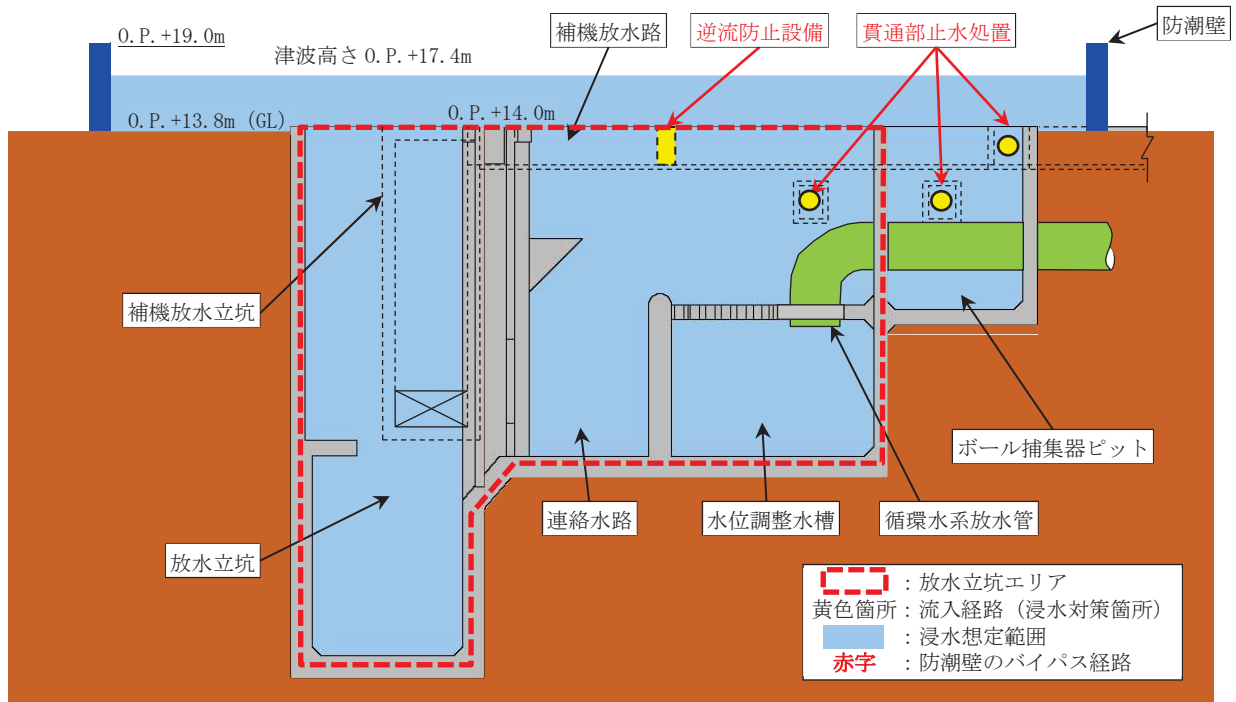 補機放水路
逆流防止設備
貫通部止水処置
防潮壁
O.P.+19.0m
津波高さ O.P.+17.4m
O.P.+13.8m (GL)
O.P.+14.0m
補機放水立坑
ボール捕集器ピット
放水立坑
連絡水路
水位調整水槽
循環水系放水管
：放水立坑エリア
黄色箇所：流入経路（浸水対策箇所）
：浸水想定範囲
赤字：防潮壁のバイパス経路